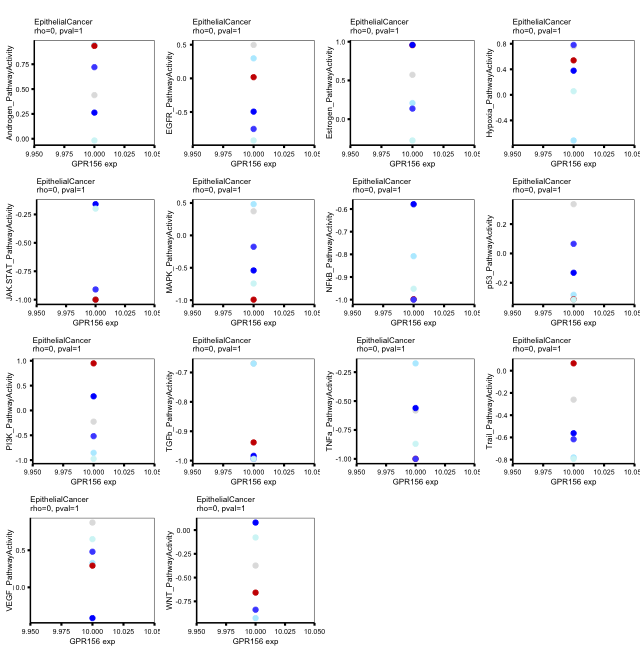 EpithelialCancer
rho=0, pval=1
Androgen_PathwayActivity
0.75
0.50
0.25
0.00
9.950 9.975 10.000 10.025 10.05
GPR156 exp
EpithelialCancer
rho=0, pval=1
EGFR_PathwayActivity
0.5
0.0
-0.5
9.950 9.975 10.000 10.025 10.05
GPR156 exp
EpithelialCancer
rho=0, pval=1
Estrogen_PathwayActivity
1.0
0.5
0.0
9.950 9.975 10.000 10.025 10.05
GPR156 exp
EpithelialCancer
rho=0, pval=1
Hypoxia_PathwayActivity
0.8
0.4
0.0
-0.4
9.950 9.975 10.000 10.025 10.05
GPR156 exp
EpithelialCancer
rho=0, pval=1
JAK.STAT_PathwayActivity
-0.25
-0.50
-0.75
-1.00
9.950 9.975 10.000 10.025 10.05
GPR156 exp
EpithelialCancer
rho=0, pval=1
MAPK_PathwayActivity
0.5
0.0
-0.5
-1.0
9.950 9.975 10.000 10.025 10.05
GPR156 exp
EpithelialCancer
rho=0, pval=1
NFkB_PathwayActivity
-0.6
-0.7
-0.8
-0.9
-1.0
9.950 9.975 10.000 10.025 10.05
GPR156 exp
EpithelialCancer
rho=0, pval=1
p53_PathwayActivity
0.2
0.0
-0.2
9.950 9.975 10.000 10.025 10.05
GPR156 exp
EpithelialCancer
rho=0, pval=1
PI3K_PathwayActivity
1.0
0.5
0.0
-0.5
-1.0
9.950 9.975 10.000 10.025 10.05
GPR156 exp
EpithelialCancer
rho=0, pval=1
TGFb_PathwayActivity
-0.7
-0.8
-0.9
-1.0
9.950 9.975 10.000 10.025 10.05
GPR156 exp
EpithelialCancer
rho=0, pval=1
TNFa_PathwayActivity
-0.25
-0.50
-0.75
-1.00
9.950 9.975 10.000 10.025 10.05
GPR156 exp
EpithelialCancer
rho=0, pval=1
Trail_PathwayActivity
0.0
-0.2
-0.4
-0.6
-0.8
9.950 9.975 10.000 10.025 10.05
GPR156 exp
EpithelialCancer
rho=0, pval=1
VEGF_PathwayActivity
0.5
0.0
9.950 9.975 10.000 10.025 10.05
GPR156 exp
EpithelialCancer
rho=0, pval=1
WNT_PathwayActivity
0.00
-0.25
-0.50
-0.75
9.950 9.975 10.000 10.025 10.050
GPR156 exp